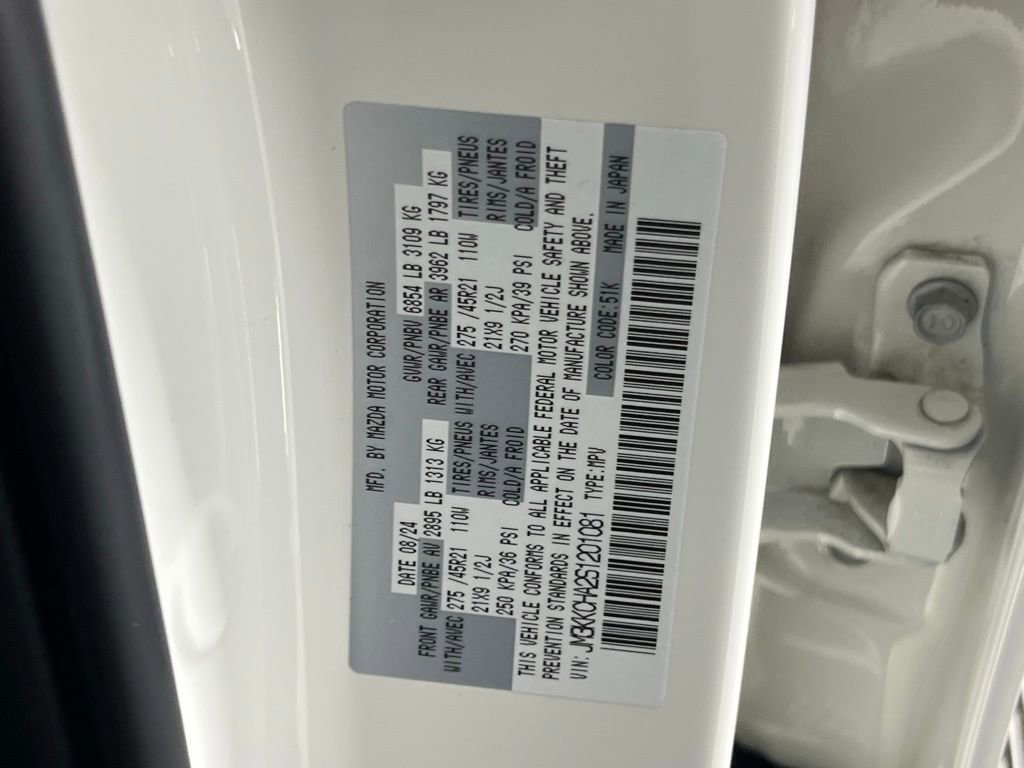 MFD. BY MAZDA MOTOR CORPORATION
DATE 08/24 GVWR/PNBV 6854 LB 3109 KG
FRONT GAWR/PNBE AV 2895 LB 1313 KG REAR GAWR/PNBE AR 3962 LB 1797 KG
WITH/AVEC 275 /45R21 110W TIRES/PNEUS WITH/AVEC 275 /45R21 110W TIRES/PNEUS
21X9 1/2J RIMS/JANTES 21X9 1/2J RIMS/JANTES
250 KPA/36 PSI COLD/A FROID 270 KPA/39 PSI COLD/A FROID
THIS VEHICLE CONFORMS TO ALL APPLICABLE FEDERAL MOTOR VEHICLE SAFETY AND THEFT
PREVENTION STANDARDS IN EFFECT ON THE DATE OF MANUFACTURE SHOWN ABOVE.
VIN: JM3KKCHA2S1201081 TYPE:MPV COLOR CODE:51K MADE IN JAPAN